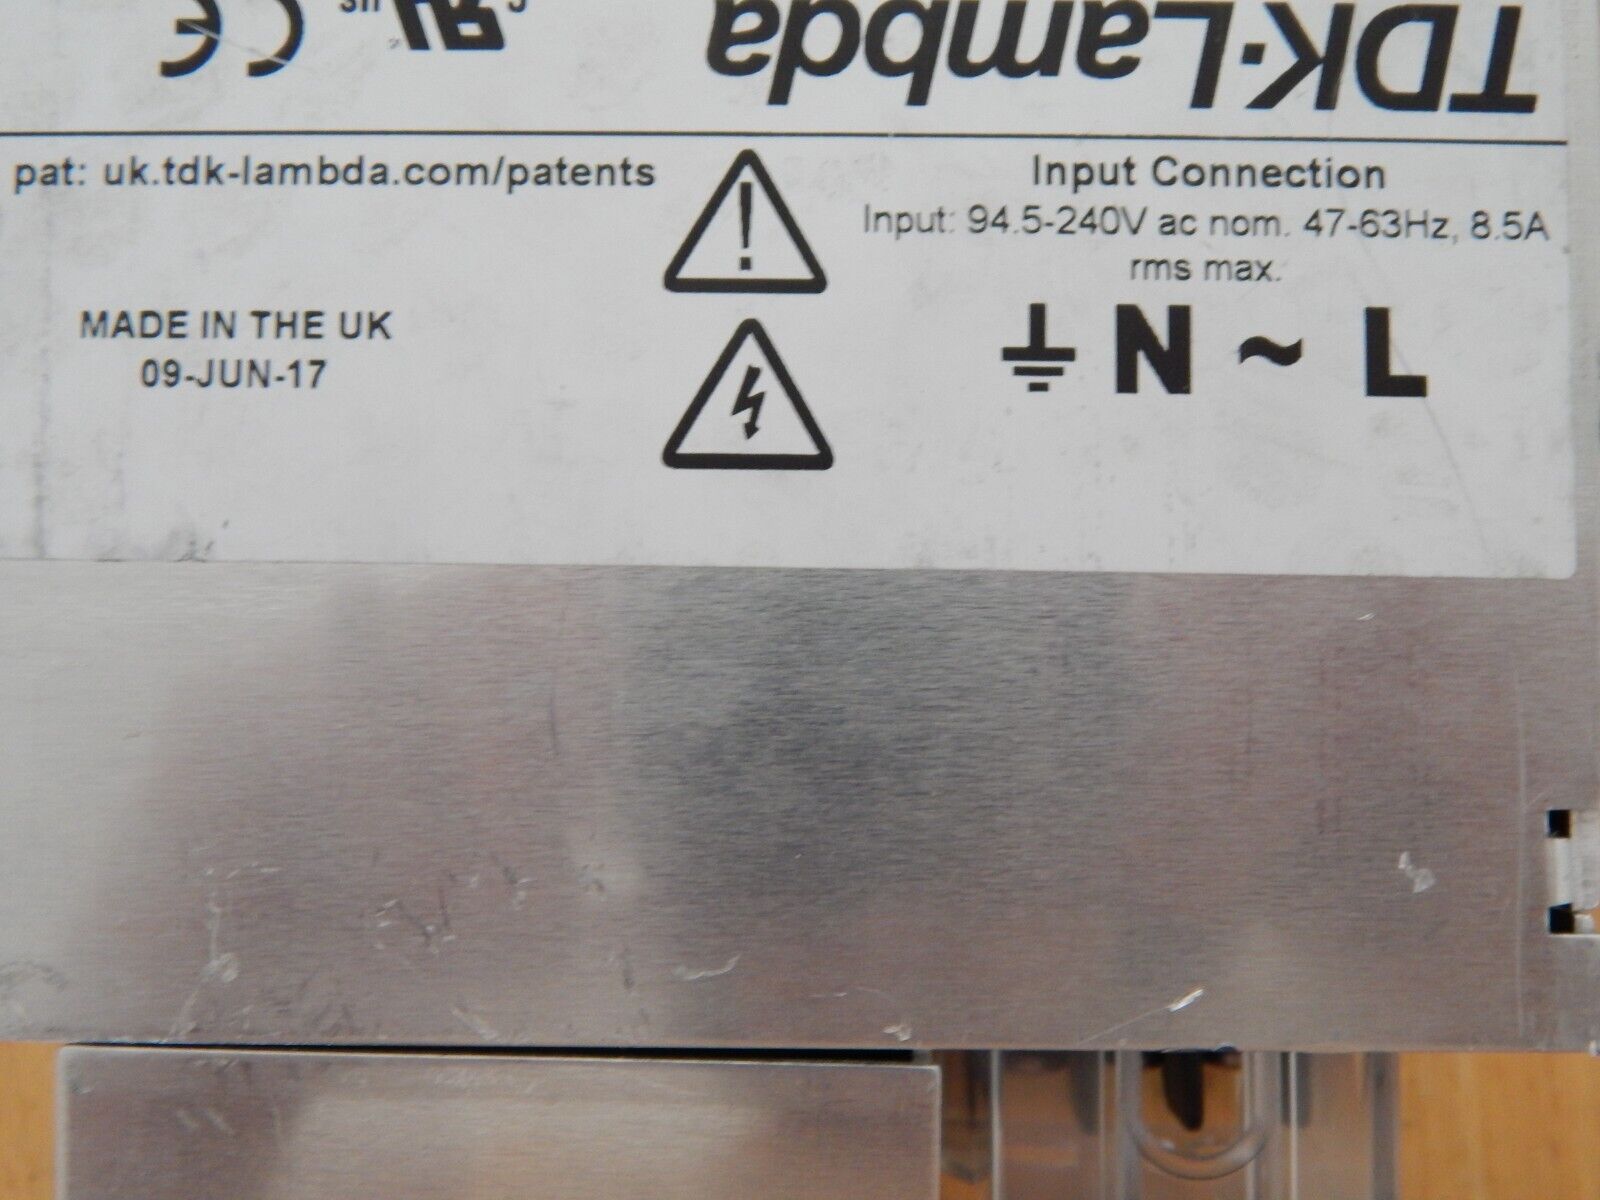 TDK·Lambda
pat: uk.tdk-lambda.com/patents
MADE IN THE UK
09-JUN-17
Input Connection
Input: 94.5-240V ac nom. 47-63Hz, 8.5A
rms max.
N ~ L